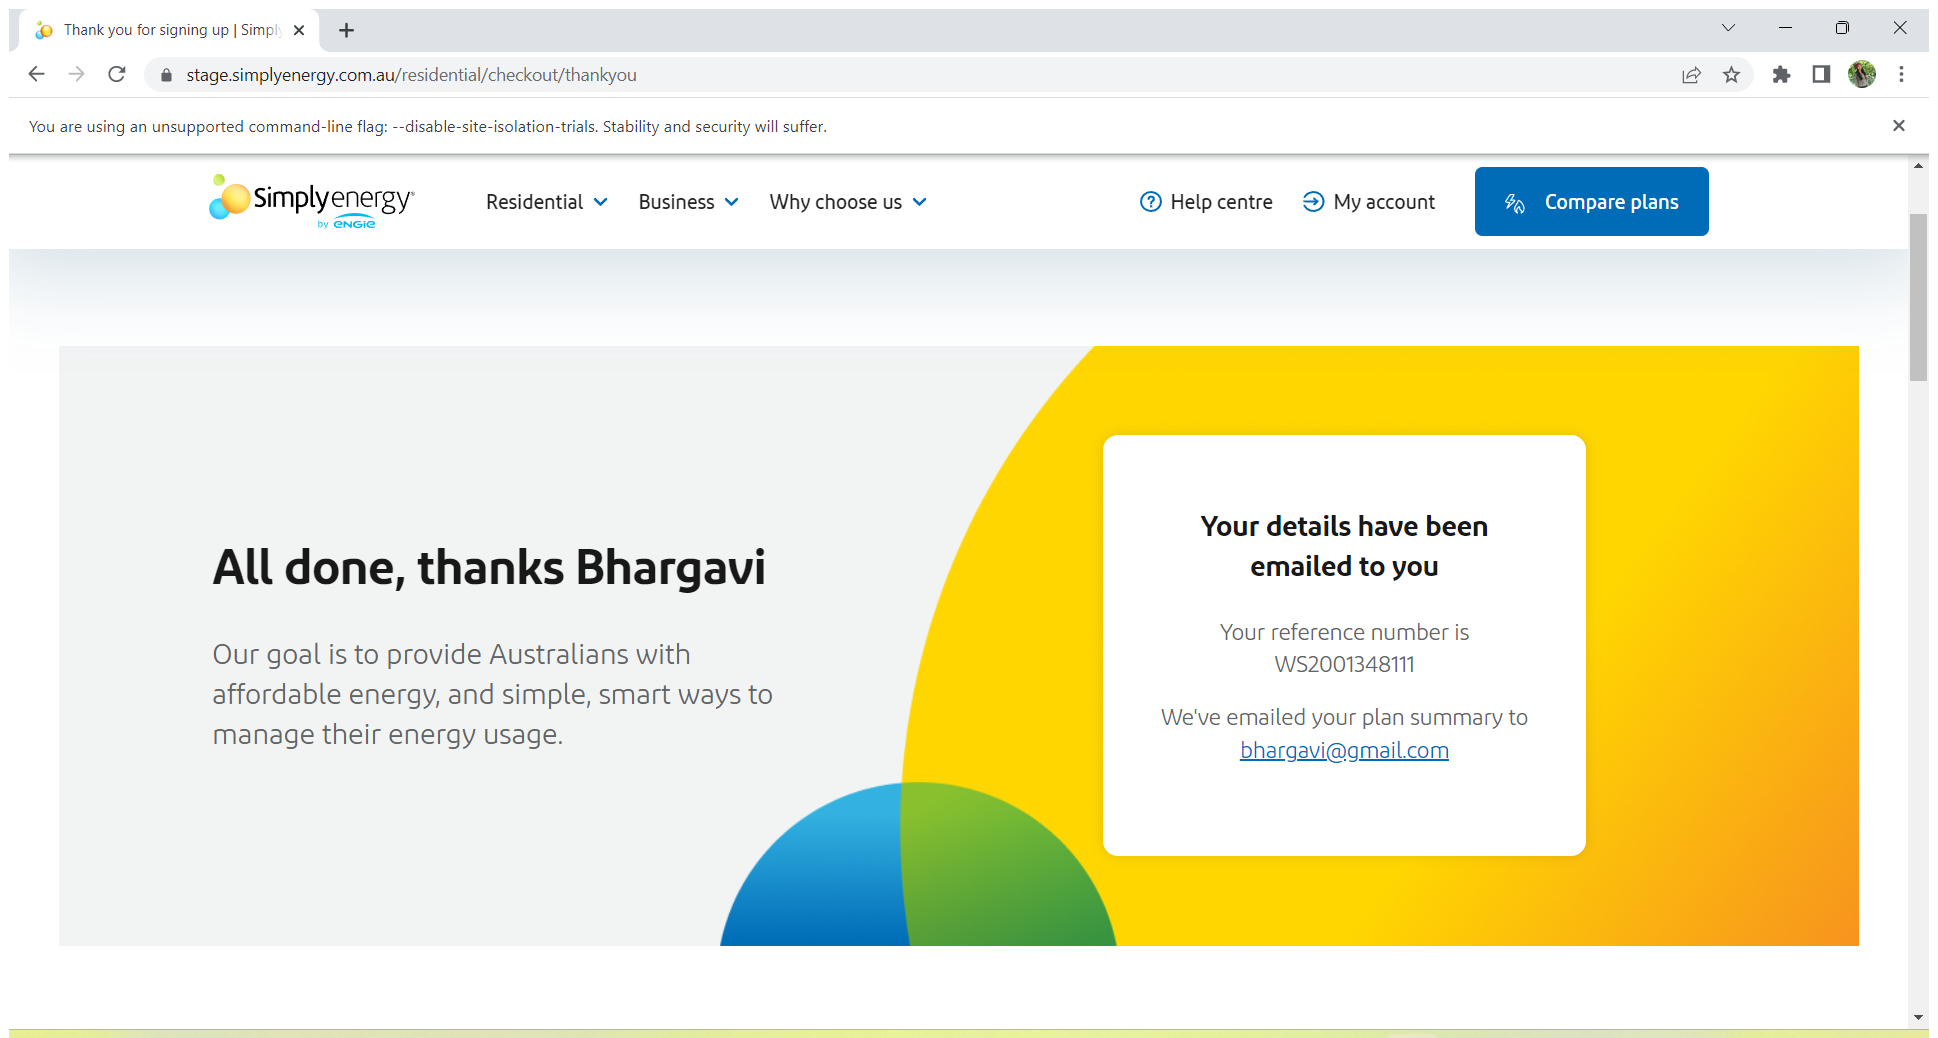 Thank you for signing up | Simpl
stage.simplyenergy.com.au/residential/checkout/thankyou
You are using an unsupported command-line flag: --disable-site-isolation-trials. Stability and security will suffer.
Simplyenergy®
by ENGIE
Residential
Business
Why choose us
Help centre
My account
Compare plans
All done, thanks Bhargavi
Our goal is to provide Australians with
affordable energy, and simple, smart ways to
manage their energy usage.
Your details have been
emailed to you
Your reference number is
WS2001348111
We've emailed your plan summary to
bhargavi@gmail.com